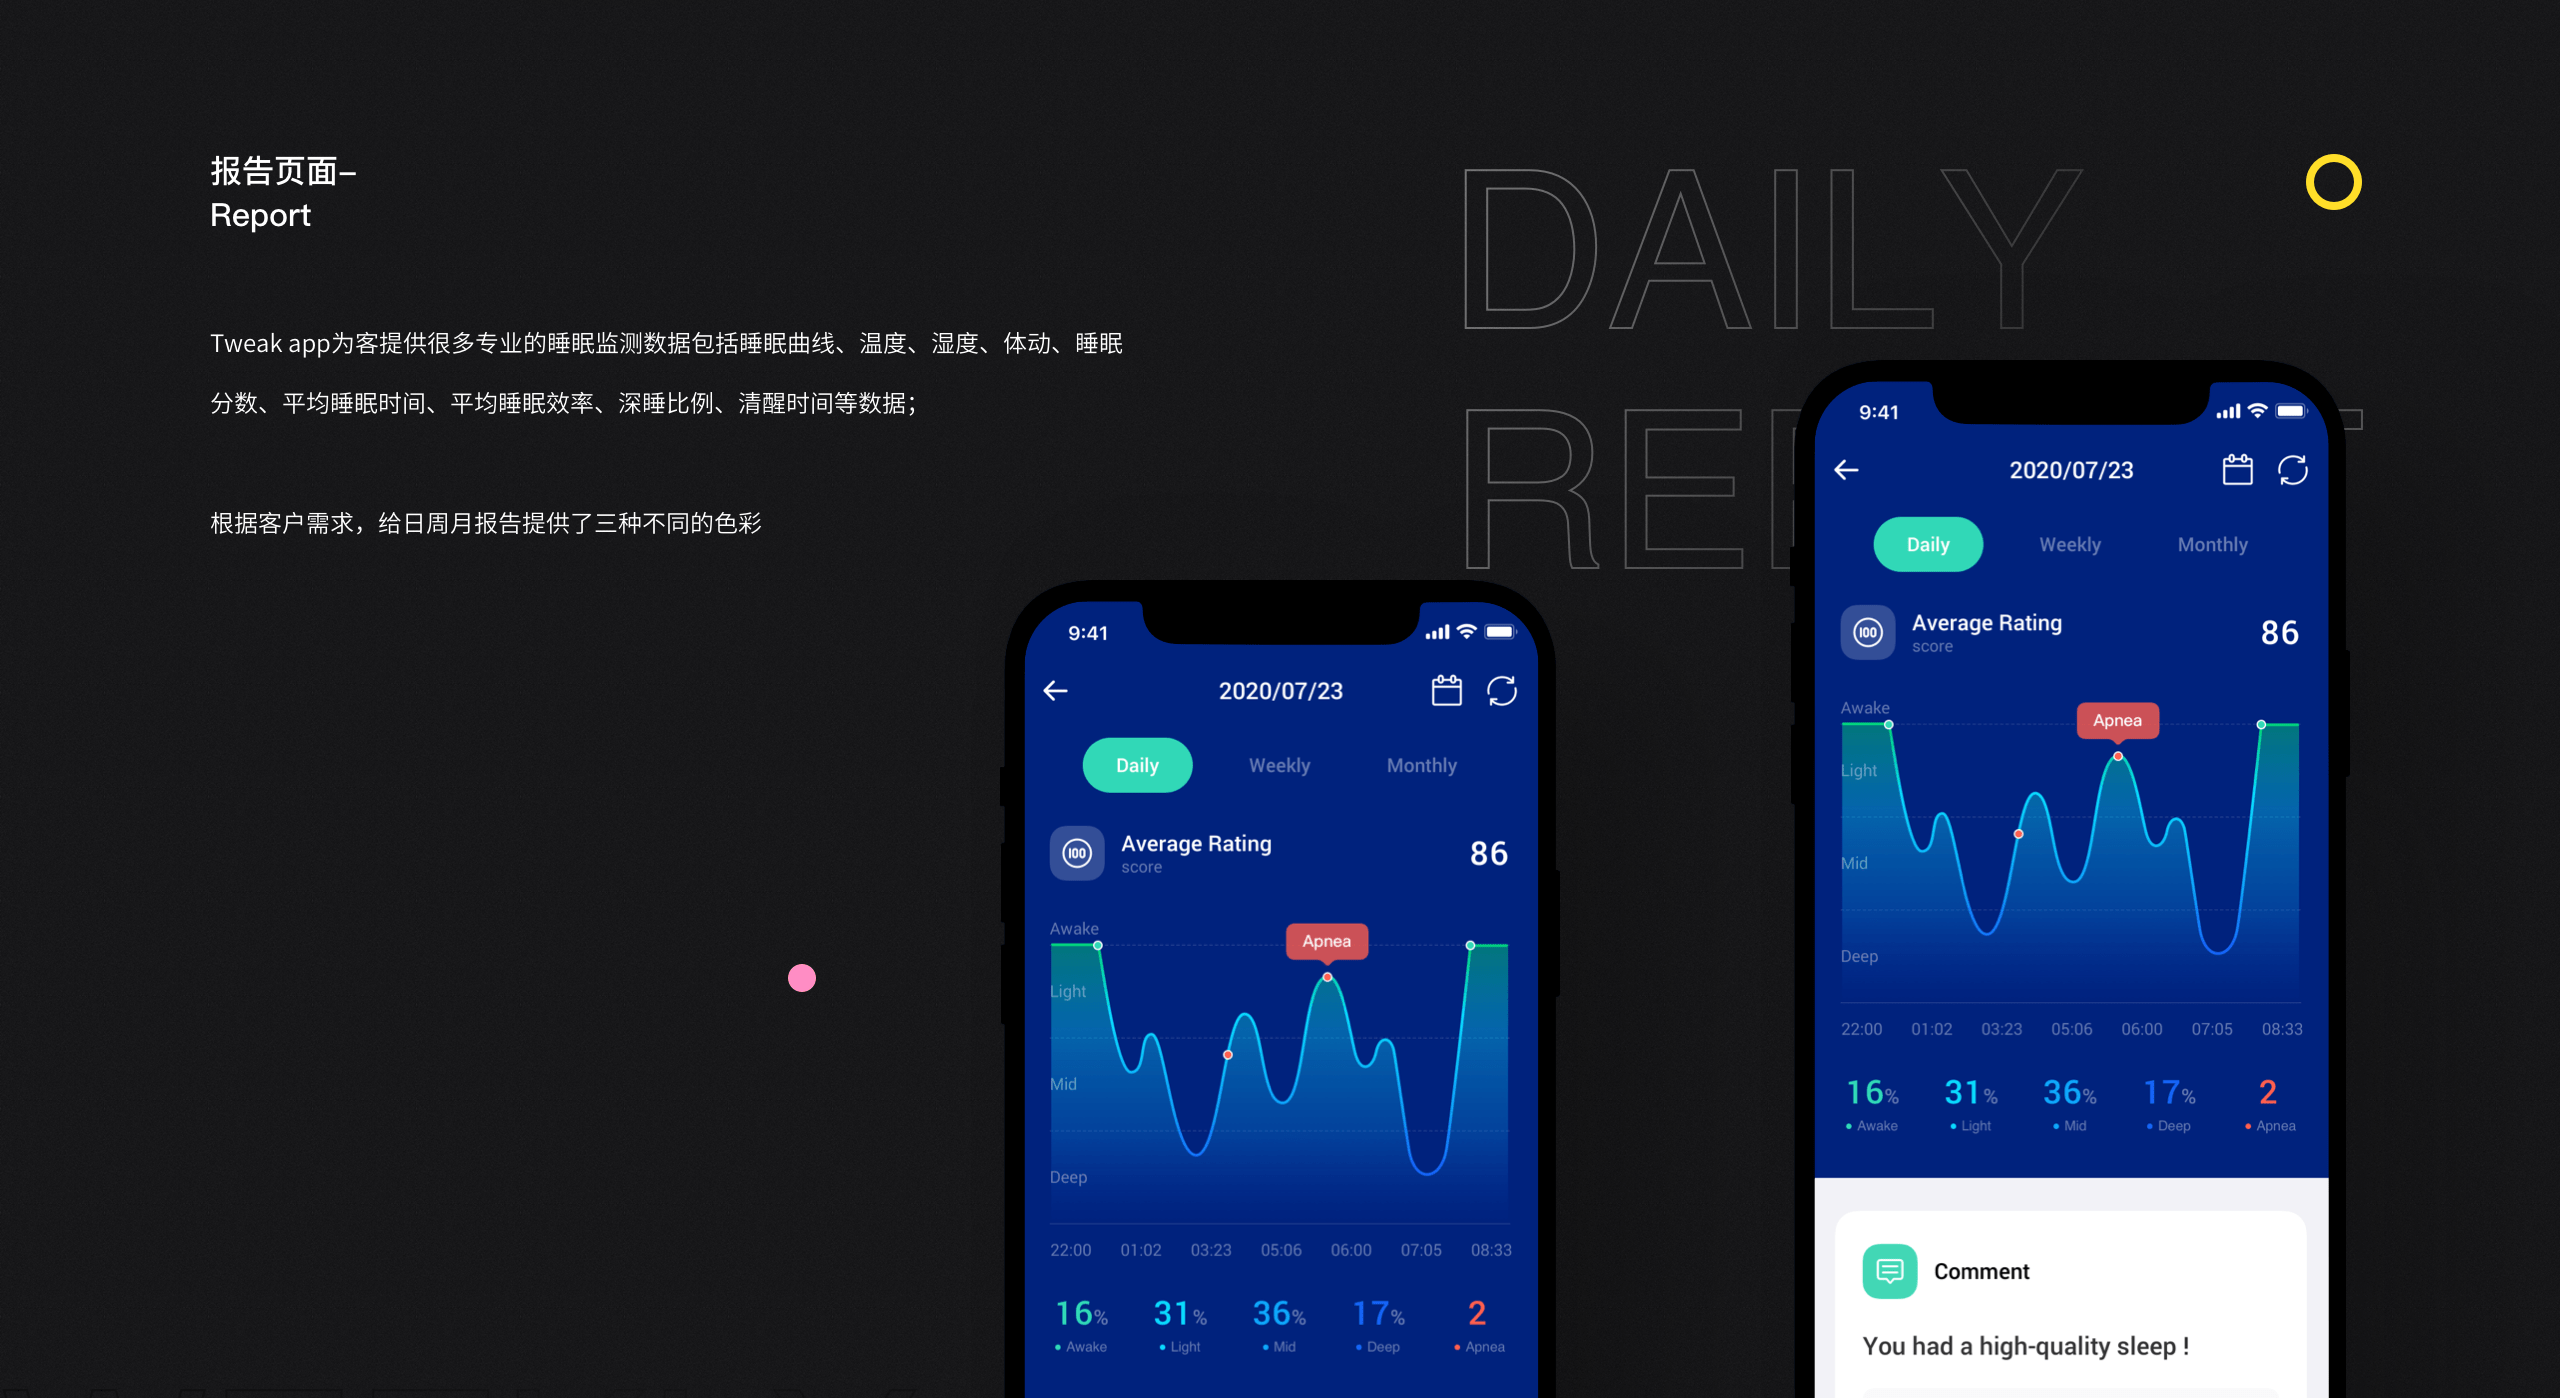 报告页面–
Report
Tweak app为客提供很多专业的睡眠监测数据包括睡眠曲线、温度、湿度、体动、睡眠
分数、平均睡眠时间、平均睡眠效率、深睡比例、清醒时间等数据；
根据客户需求，给日周月报告提供了三种不同的色彩
DAILY
9:41
2020/07/23
Daily Weekly Monthly
100
Average Rating
score
86
Awake
Apnea
Light
Mid
Deep
22:00 01:02 03:23 05:06 06:00 07:05 08:33
16% 31% 36% 17% 2
Awake Light Mid Deep Apnea
9:41
2020/07/23
Daily Weekly Monthly
100
Average Rating
score
86
Awake
Apnea
Light
Mid
Deep
22:00 01:02 03:23 05:06 06:00 07:05 08:33
16% 31% 36% 17% 2
Awake Light Mid Deep Apnea
Comment
You had a high-quality sleep !